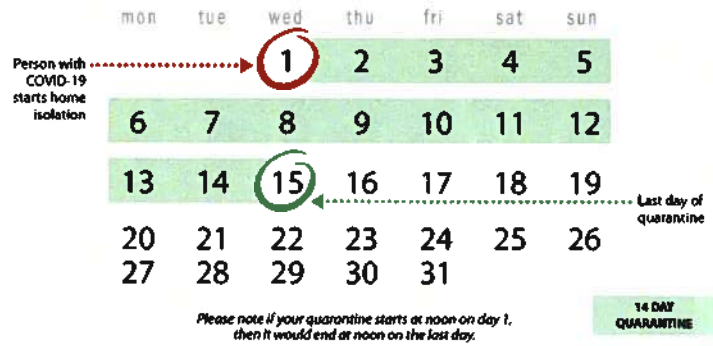 mon tue wed thu fri sat sun
Person with
COVID-19
starts home
isolation
1 2 3 4 5
6 7 8 9 10 11 12
13 14 15 16 17 18 19
Last day of
quarantine
20 21 22 23 24 25 26
27 28 29 30 31
Please note if your quarantine starts at noon on day 1,
then it would end at noon on the last day.
14 DAY
QUARANTINE